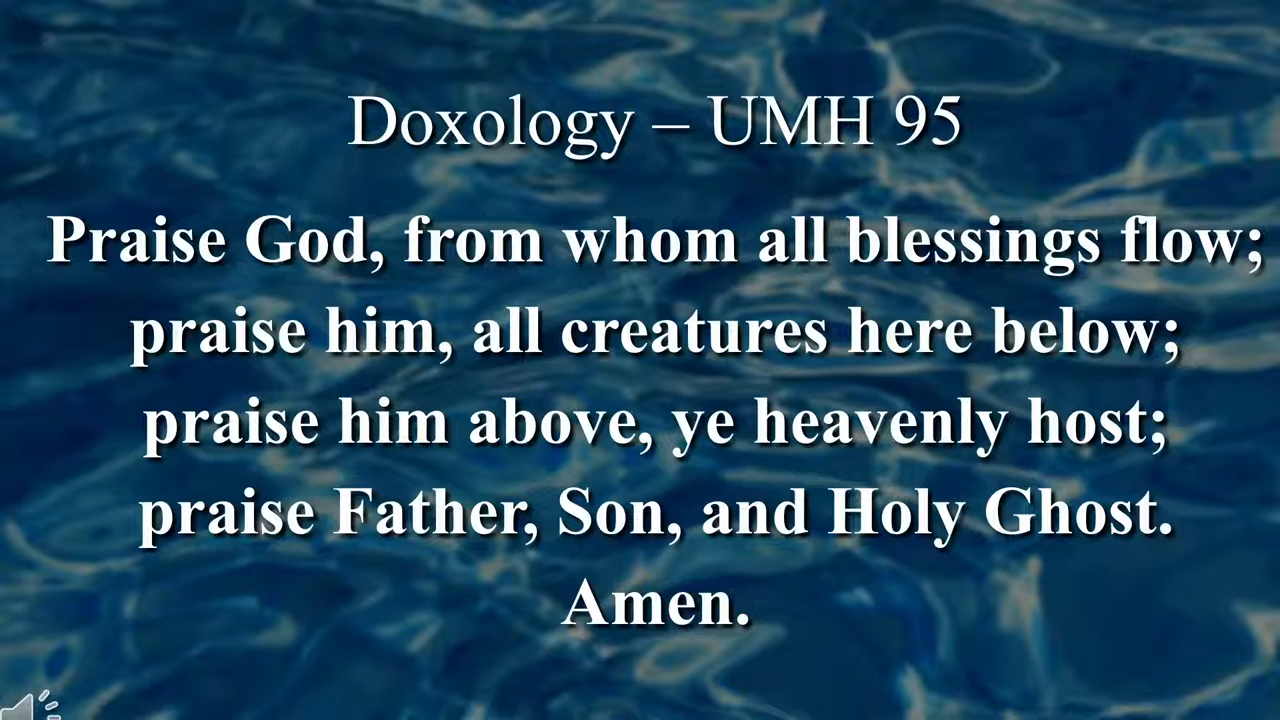 Doxology – UMH 95
Praise God, from whom all blessings flow;
praise him, all creatures here below;
praise him above, ye heavenly host;
praise Father, Son, and Holy Ghost.
Amen.